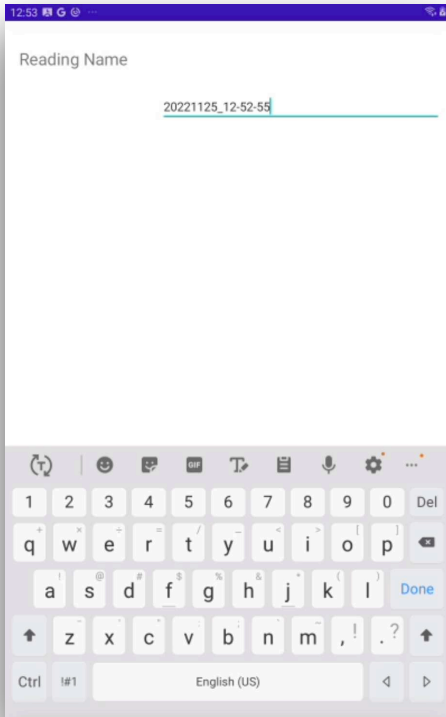 12:53 G @ ...
Reading Name
20221125_12-52-55
T GIF T ...
1 2 3 4 5 6 7 8 9 0 Del
+ × ÷ = / _ < > [ ]
q w e r t y u i o p
! @ # $ % & * ( )
a s d f g h j k l Done
- ' " : ; , ! . ?
z x c v b n m
Ctrl !#1 English (US)